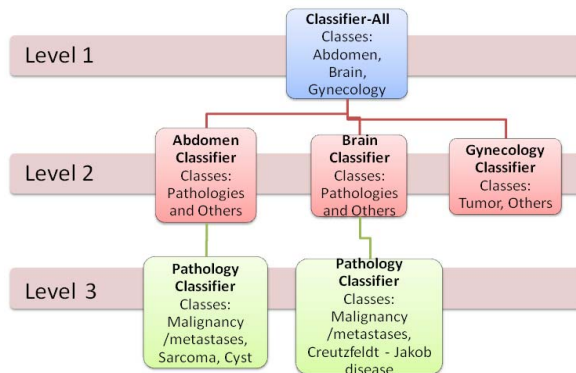 Level 1
Classifier-All
Classes:
Abdomen,
Brain,
Gynecology
Level 2
Abdomen
Classifier
Classes:
Pathologies
and Others
Brain
Classifier
Classes:
Pathologies
and Others
Gynecology
Classifier
Classes:
Tumor, Others
Level 3
Pathology
Classifier
Classes:
Malignancy
/metastases,
Sarcoma, Cyst
Pathology
Classifier
Classes:
Malignancy
/metastases,
Creutzfeldt - Jakob
disease